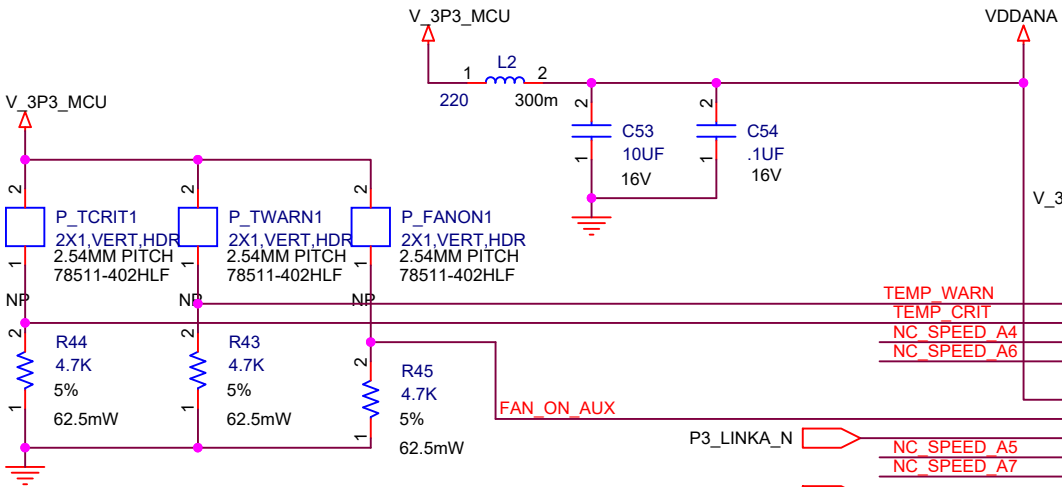 V_3P3_MCU
VDDANA
L2
1
2
220
300m
V_3P3_MCU
2
C53
10UF
16V
1
2
C54
.1UF
16V
1
2
P_TCRIT1
2X1,VERT,HDR
2.54MM PITCH
78511-402HLF
1
NP
2
P_TWARN1
2X1,VERT,HDR
2.54MM PITCH
78511-402HLF
1
NP
2
P_FANON1
2X1,VERT,HDR
2.54MM PITCH
78511-402HLF
1
NP
V_3
TEMP_WARN
TEMP_CRIT
NC_SPEED_A4
NC_SPEED_A6
2
R44
4.7K
5%
62.5mW
1
2
R43
4.7K
5%
62.5mW
1
2
R45
4.7K
5%
62.5mW
1
FAN_ON_AUX
P3_LINKA_N
NC_SPEED_A5
NC_SPEED_A7